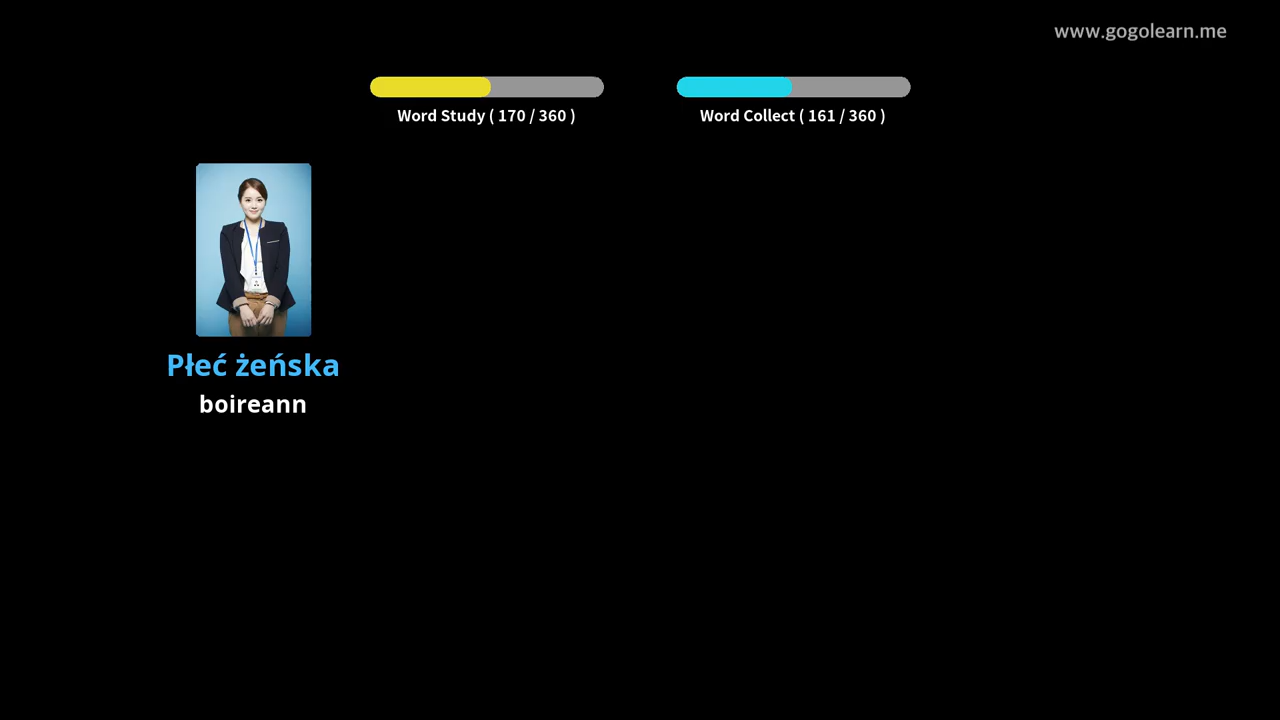 www.gogolearn.me
Word Study ( 170 / 360 )
Word Collect ( 161 / 360 )
Płeć żeńska
boireann